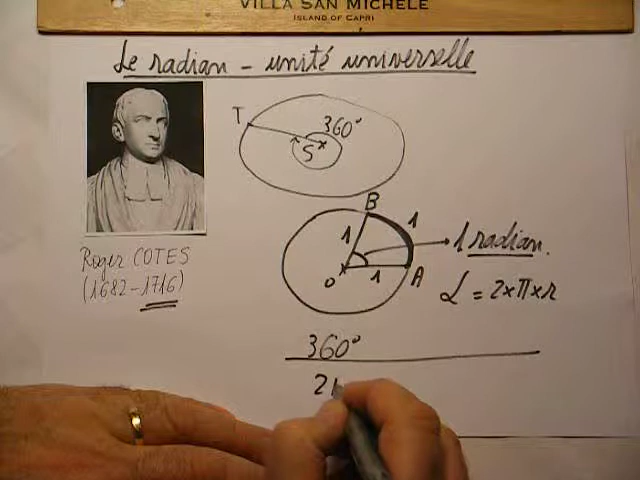 VILLA SAN MICHELE
ISLAND OF CAPRI
Le radian - unité universelle
T
360°
S
Roger COTES
(1682-1716)
B
1
1
1 radian.
O
1
A
L = 2×π×r
360°
2